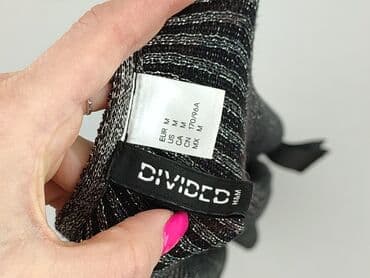 EUR M
US M
CA M
CN 170/96A
MX M
DIVIDED
H&M